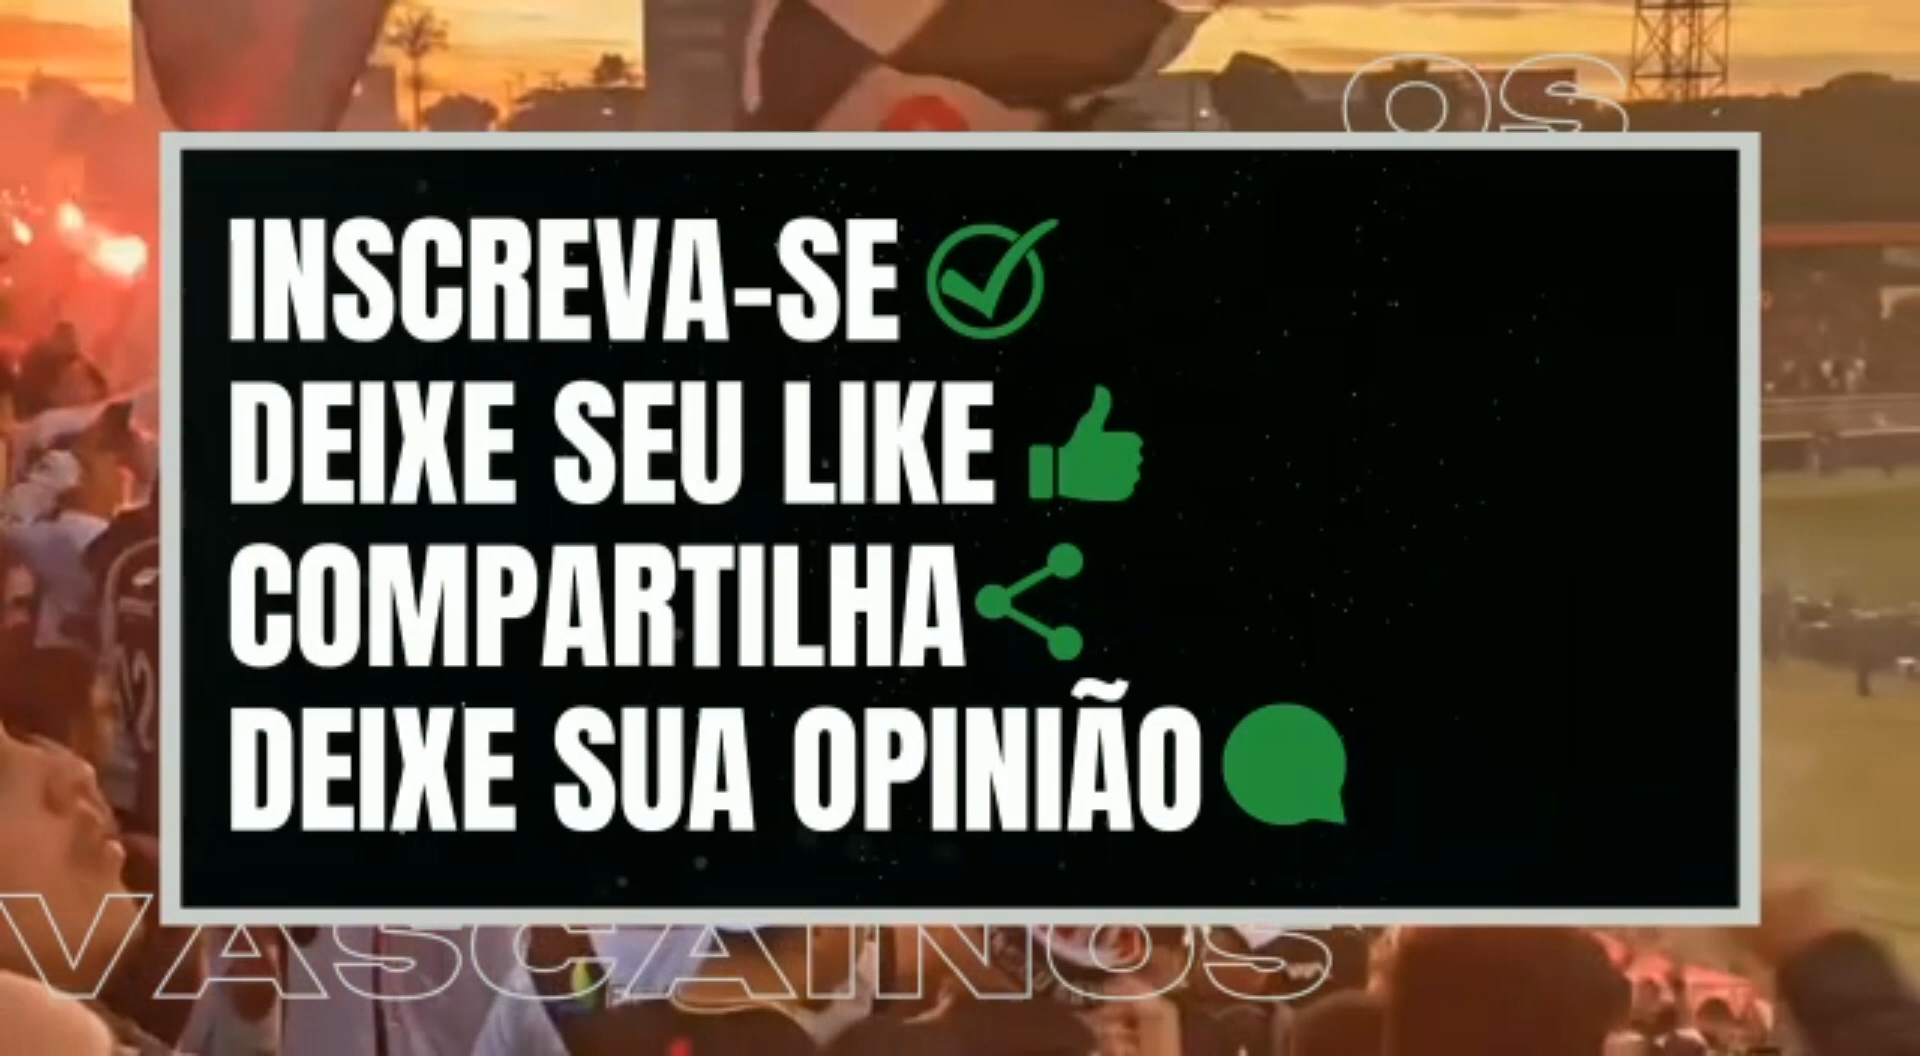 OS
INSCREVA-SE
DEIXE SEU LIKE
COMPARTILHA
DEIXE SUA OPINIÃO
VASCAINOS